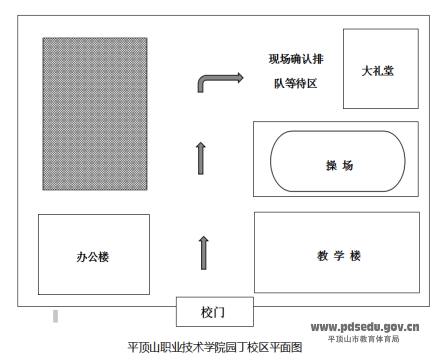 现场确认排
队等待区
大礼堂
操 场
办公楼
教 学 楼
校门
www.pdsedu.gov.cn
平顶山市教育体育局
平顶山职业技术学院园丁校区平面图